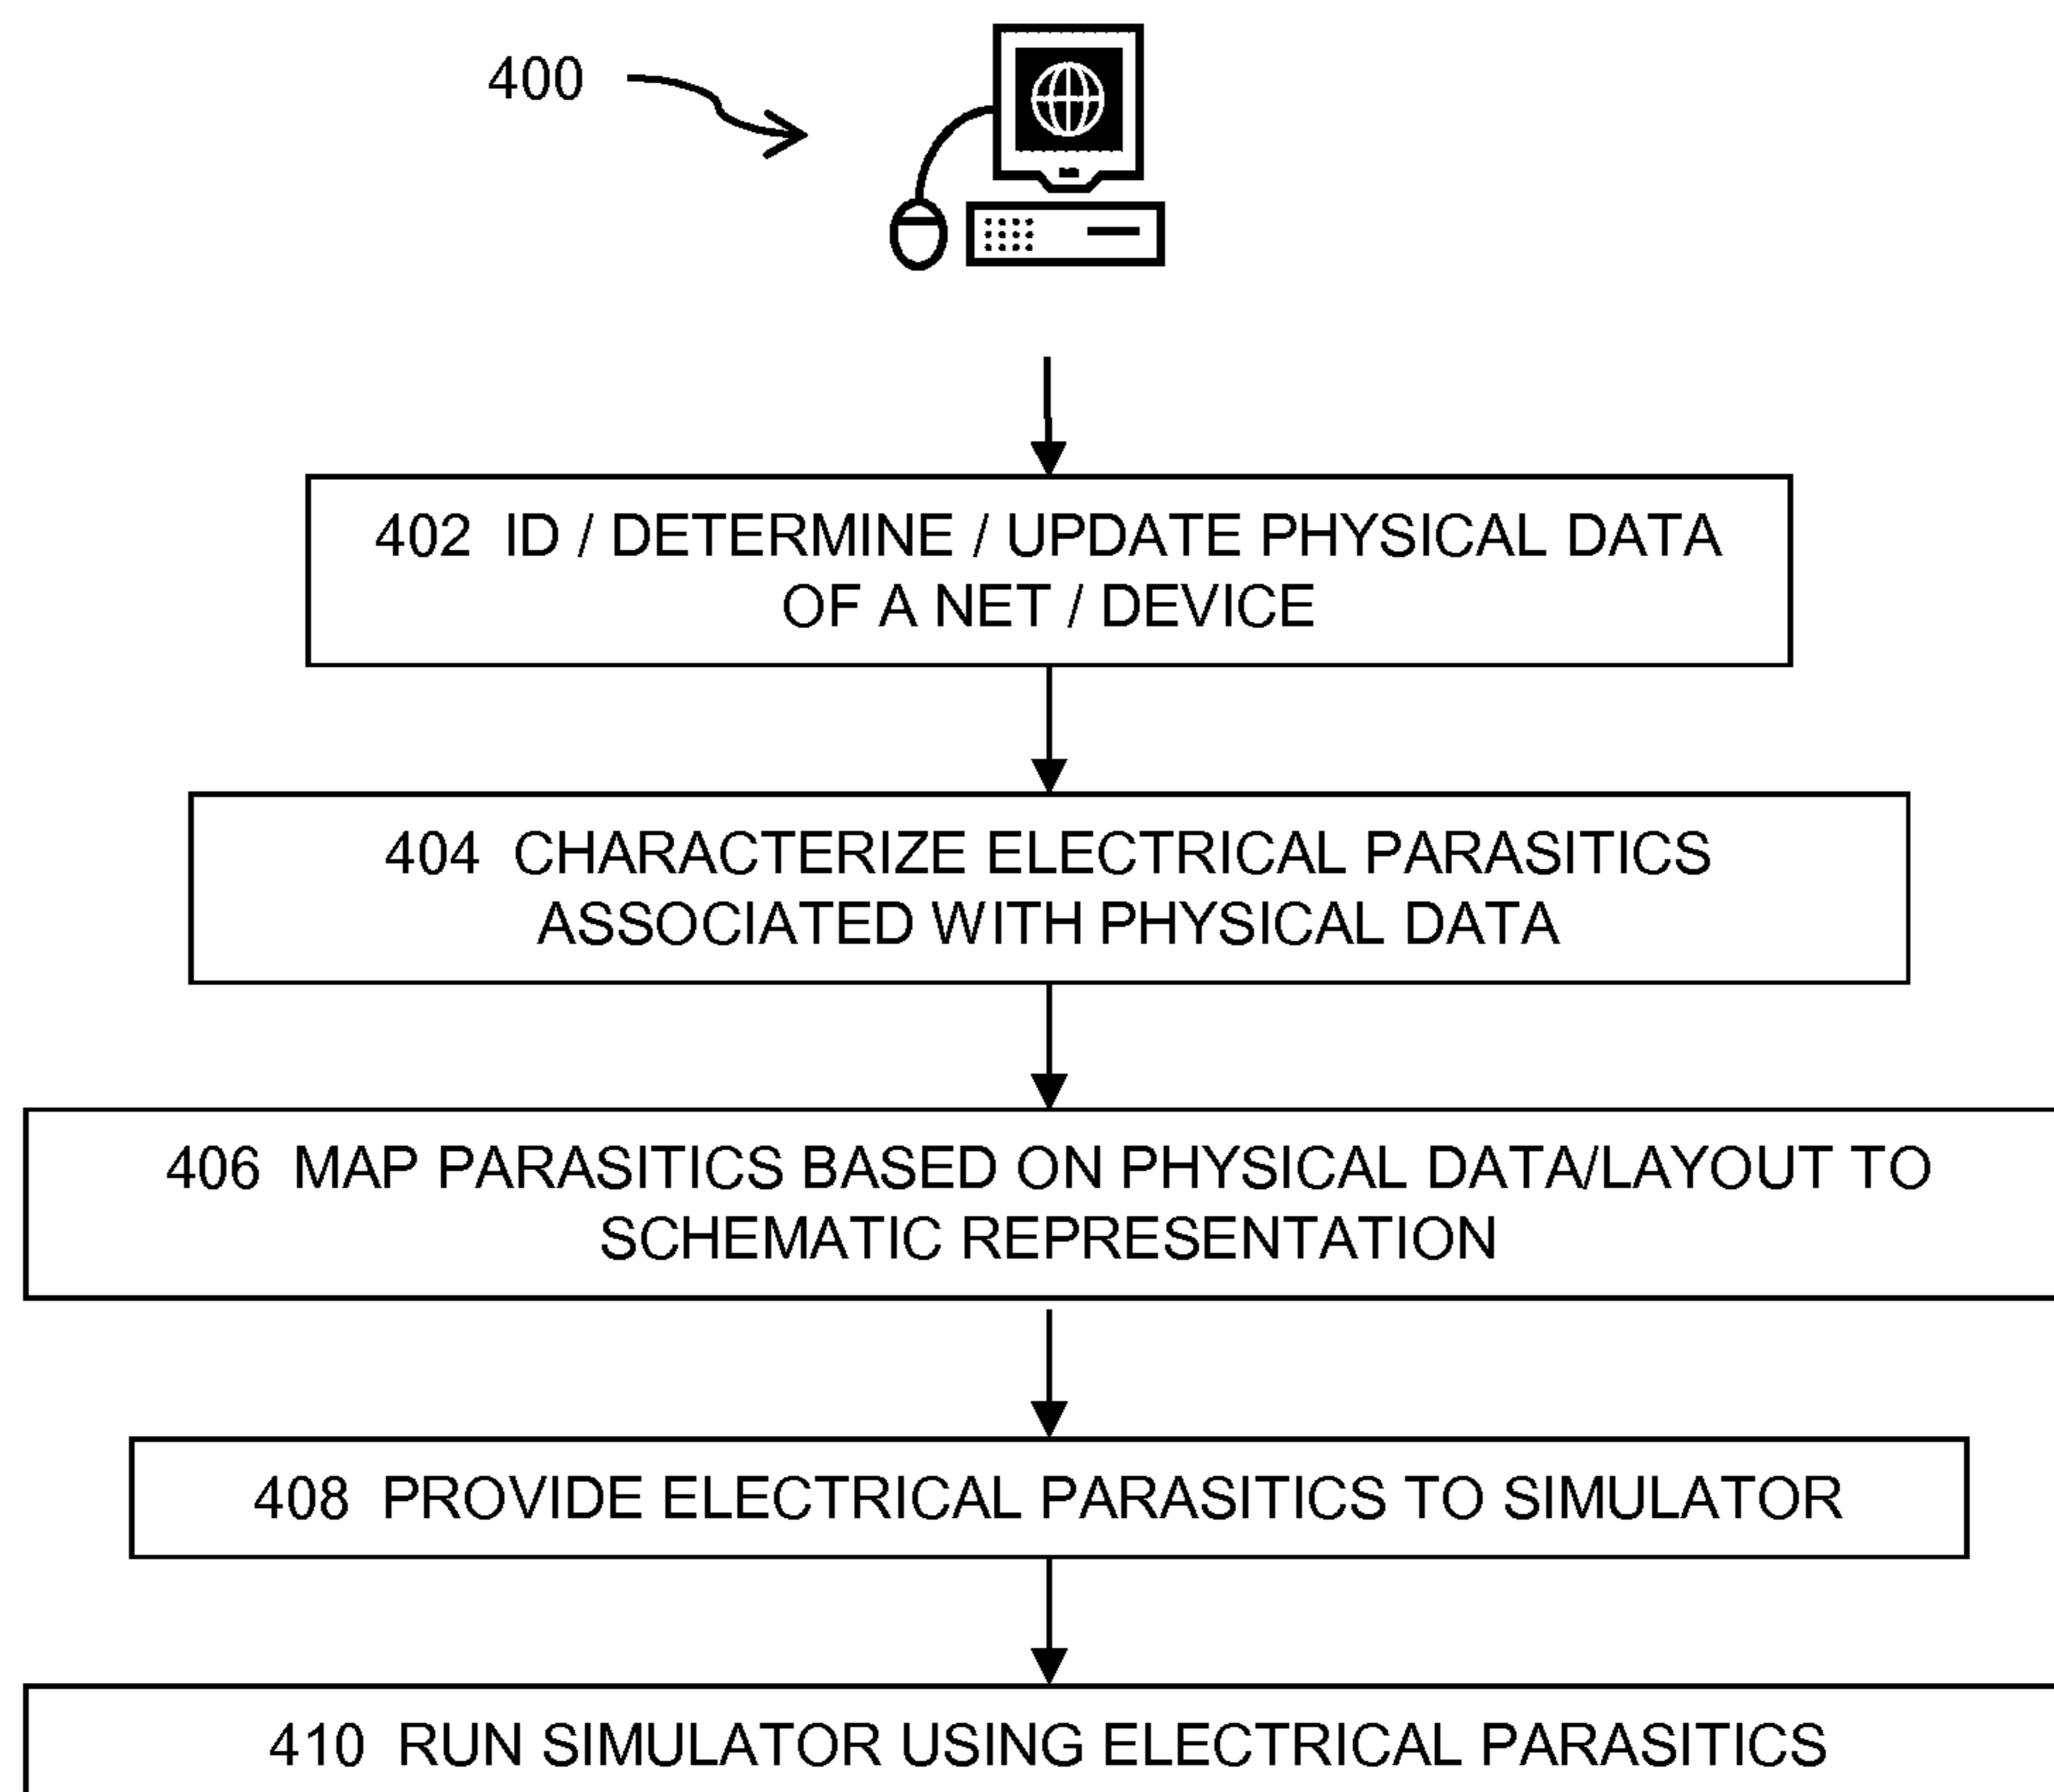 400
402 ID / DETERMINE / UPDATE PHYSICAL DATA
OF A NET / DEVICE
404 CHARACTERIZE ELECTRICAL PARASITICS
ASSOCIATED WITH PHYSICAL DATA
406 MAP PARASITICS BASED ON PHYSICAL DATA/LAYOUT TO
SCHEMATIC REPRESENTATION
408 PROVIDE ELECTRICAL PARASITICS TO SIMULATOR
410 RUN SIMULATOR USING ELECTRICAL PARASITICS